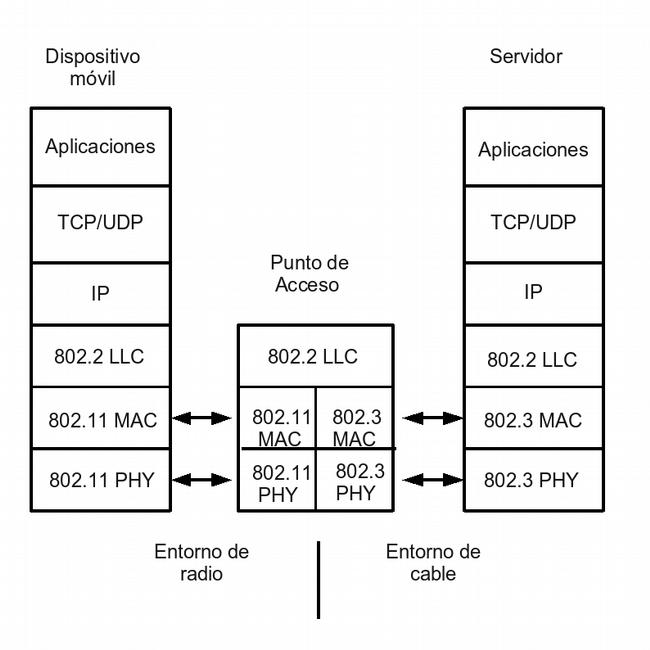 Dispositivo
móvil
Servidor
Aplicaciones
Aplicaciones
TCP/UDP
TCP/UDP
Punto de
Acceso
IP
IP
802.2 LLC
802.2 LLC
802.2 LLC
802.11 MAC
802.11
MAC
802.3
MAC
802.3 MAC
802.11 PHY
802.11
PHY
802.3
PHY
802.3 PHY
Entorno de
radio
Entorno de
cable